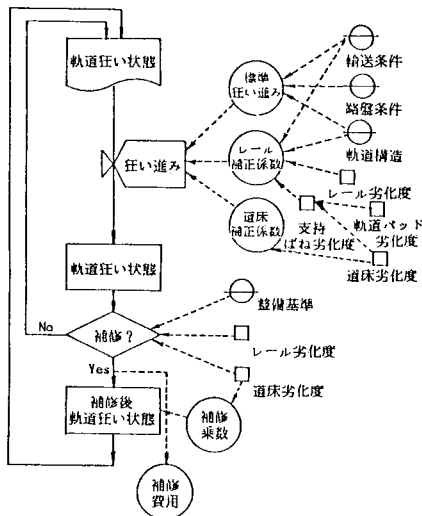 軌道狂い状態
輸送条件
標準
狂い進み
路盤条件
狂い進み
レール
補正係数
軌道構造
レール劣化度
道床
補正係数
支持
ばね劣化度
軌道パッド
劣化度
道床劣化度
軌道狂い状態
整備基準
No
補修？
レール劣化度
Yes
道床劣化度
補修後
軌道狂い状態
補修
乗数
補修
費用